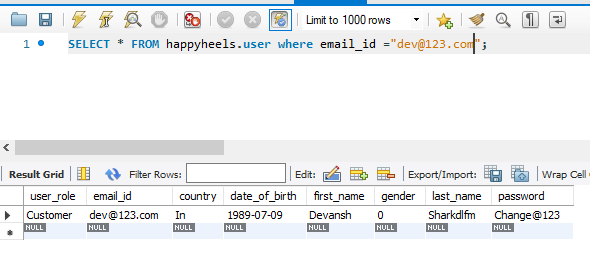 Limit to 1000 rows
1 SELECT * FROM happyheels.user where email_id ="dev@123.com";
Result Grid Filter Rows: Edit: Export/Import: Wrap Cell
user_role email_id country date_of_birth first_name gender last_name password
Customer dev@123.com In 1989-07-09 Devansh 0 Sharkdlfm Change@123
NULL NULL NULL NULL NULL NULL NULL NULL